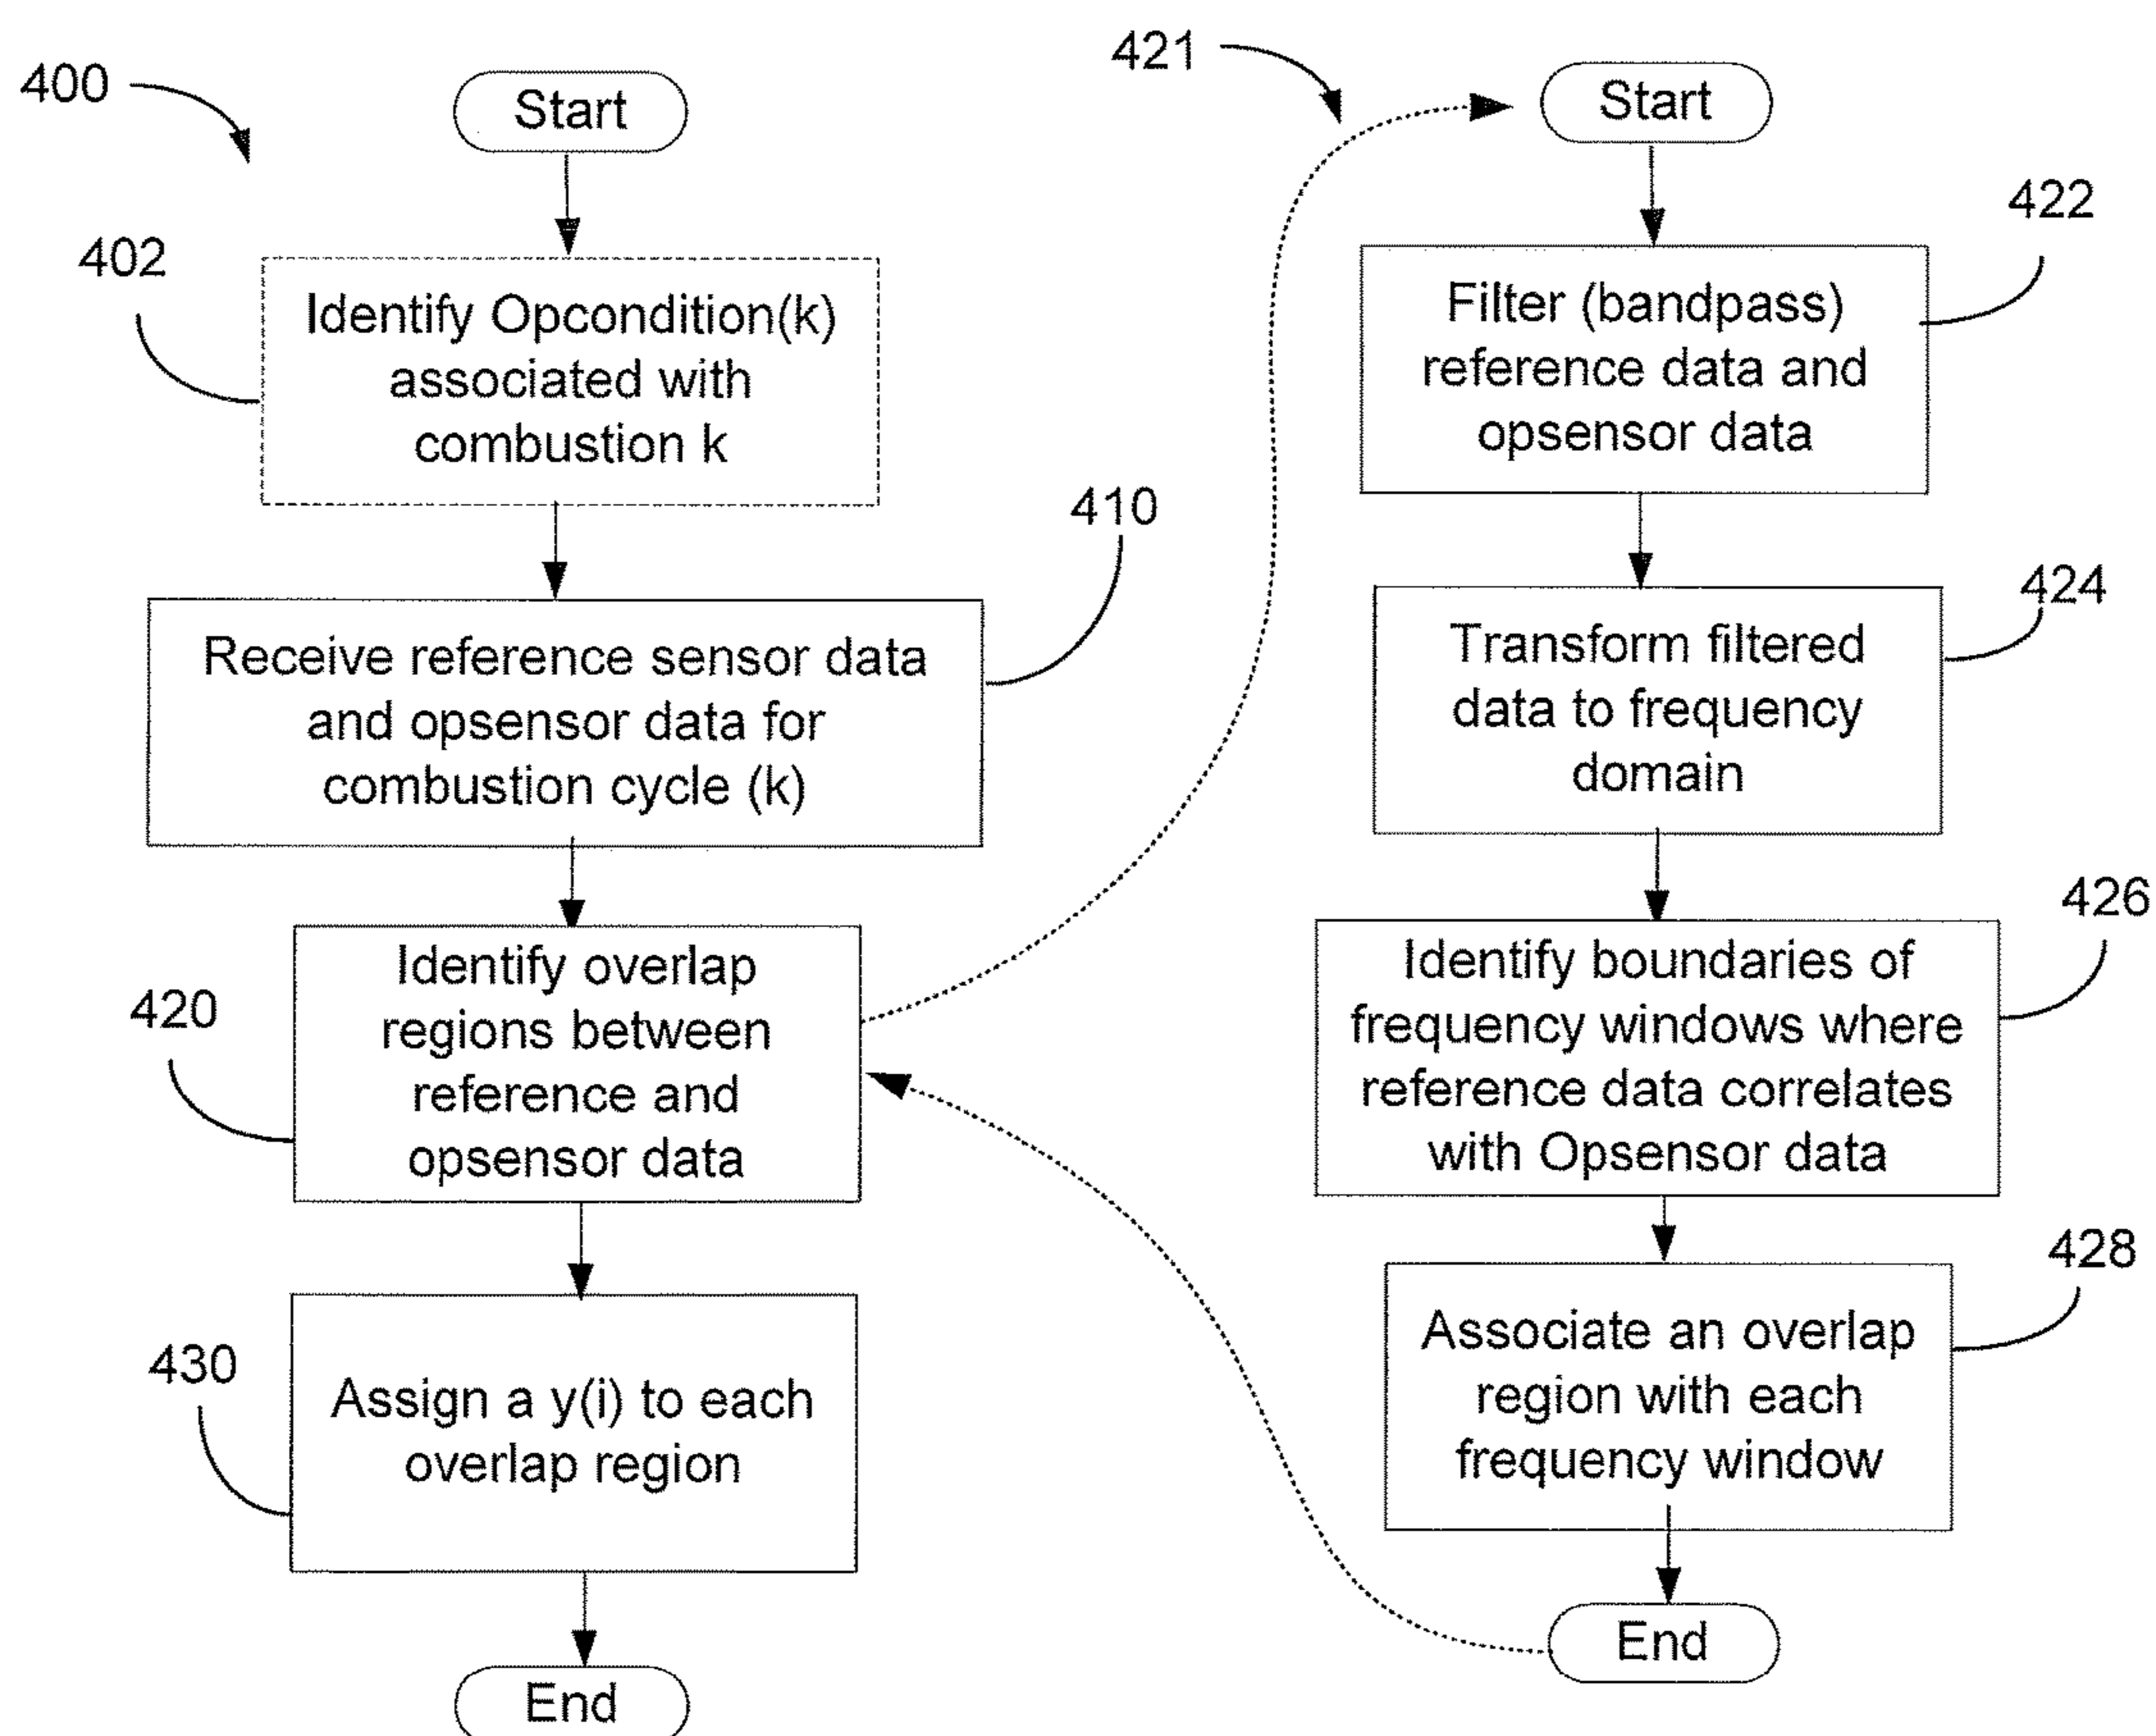 400
Start
402
Identify Opcondition(k)
associated with
combustion k
410
Receive reference sensor data
and opsensor data for
combustion cycle (k)
420
Identify overlap
regions between
reference and
opsensor data
430
Assign a y(i) to each
overlap region
End
421
Start
422
Filter (bandpass)
reference data and
opsensor data
424
Transform filtered
data to frequency
domain
426
Identify boundaries of
frequency windows where
reference data correlates
with Opsensor data
428
Associate an overlap
region with each
frequency window
End